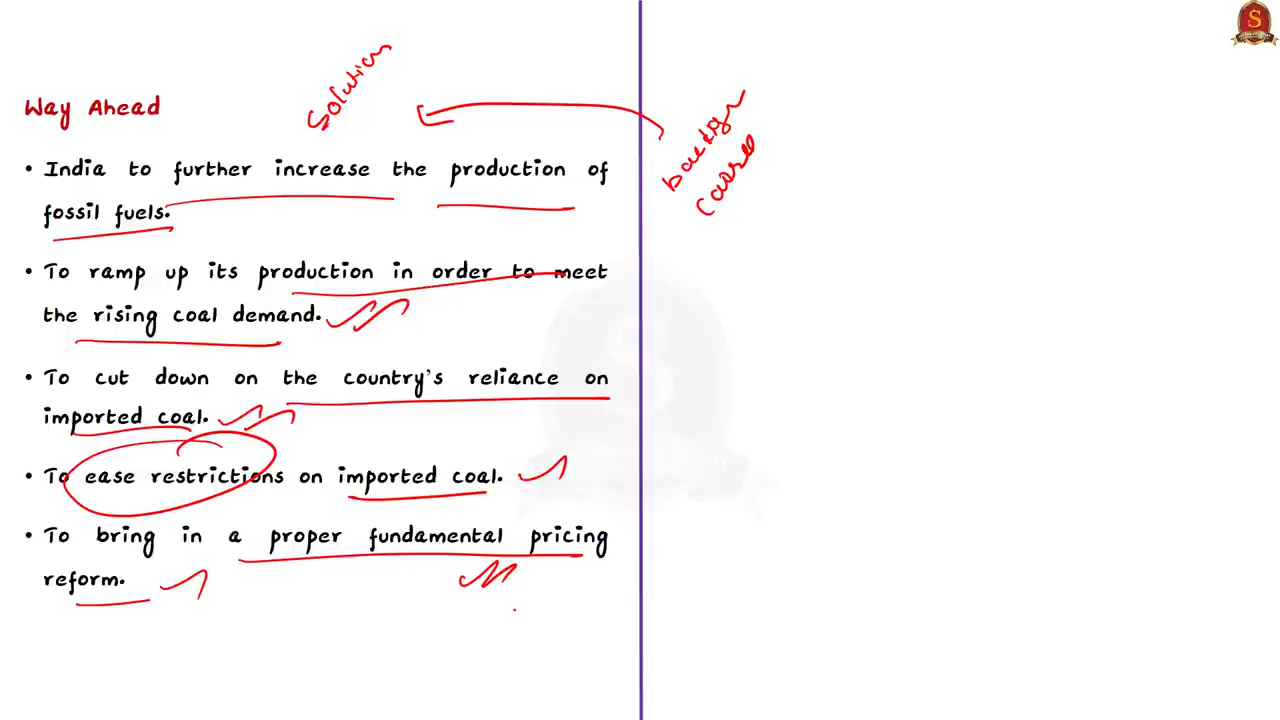 Solution
Way Ahead
• India to further increase the production of
fossil fuels.
• To ramp up its production in order to meet
the rising coal demand.
• To cut down on the country's reliance on
imported coal.
• To ease restrictions on imported coal.
• To bring in a proper fundamental pricing
reform.
S